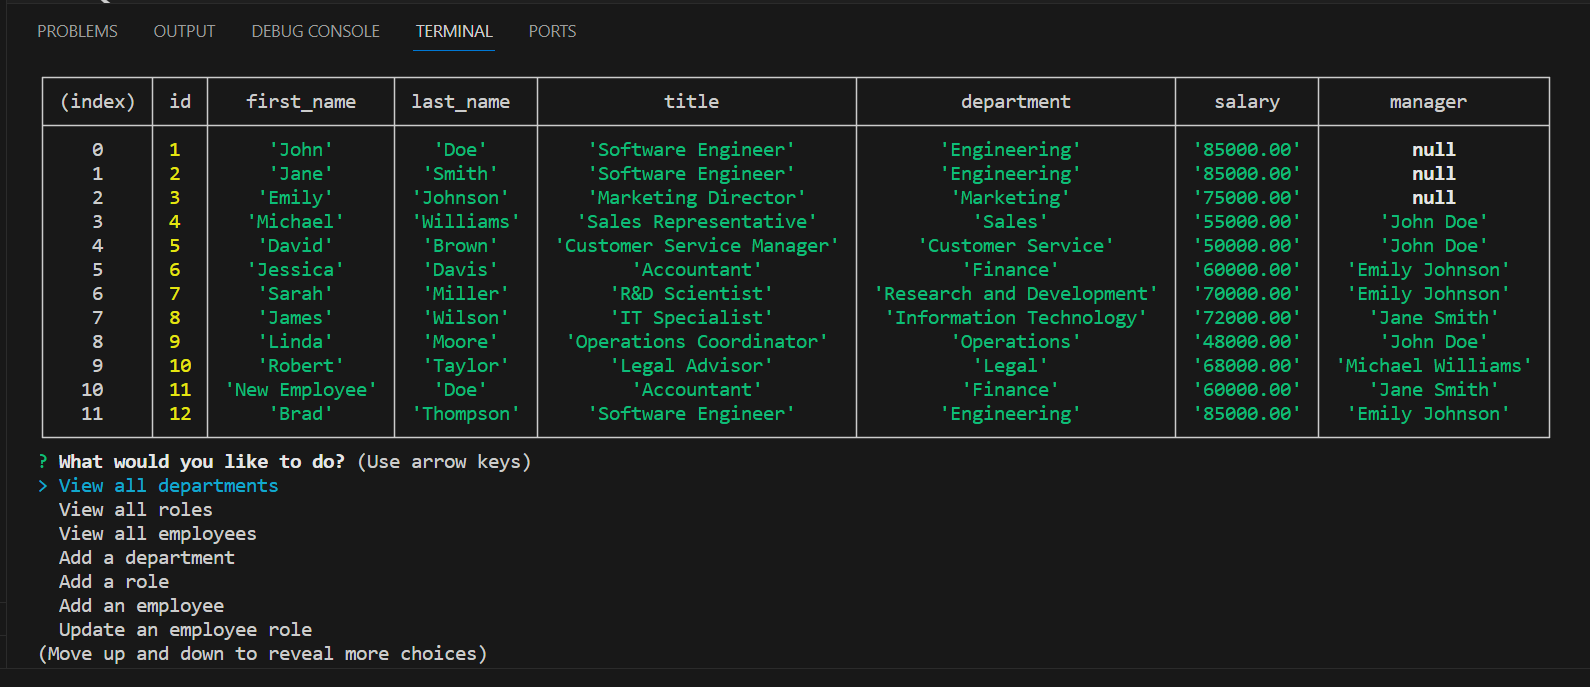 PROBLEMS OUTPUT DEBUG CONSOLE TERMINAL PORTS
(index) id first_name last_name title department salary manager
0 1 'John' 'Doe' 'Software Engineer' 'Engineering' '85000.00' null
1 2 'Jane' 'Smith' 'Software Engineer' 'Engineering' '85000.00' null
2 3 'Emily' 'Johnson' 'Marketing Director' 'Marketing' '75000.00' null
3 4 'Michael' 'Williams' 'Sales Representative' 'Sales' '55000.00' 'John Doe'
4 5 'David' 'Brown' 'Customer Service Manager' 'Customer Service' '50000.00' 'John Doe'
5 6 'Jessica' 'Davis' 'Accountant' 'Finance' '60000.00' 'Emily Johnson'
6 7 'Sarah' 'Miller' 'R&D Scientist' 'Research and Development' '70000.00' 'Emily Johnson'
7 8 'James' 'Wilson' 'IT Specialist' 'Information Technology' '72000.00' 'Jane Smith'
8 9 'Linda' 'Moore' 'Operations Coordinator' 'Operations' '48000.00' 'John Doe'
9 10 'Robert' 'Taylor' 'Legal Advisor' 'Legal' '68000.00' 'Michael Williams'
10 11 'New Employee' 'Doe' 'Accountant' 'Finance' '60000.00' 'Jane Smith'
11 12 'Brad' 'Thompson' 'Software Engineer' 'Engineering' '85000.00' 'Emily Johnson'
? What would you like to do? (Use arrow keys)
> View all departments
View all roles
View all employees
Add a department
Add a role
Add an employee
Update an employee role
(Move up and down to reveal more choices)